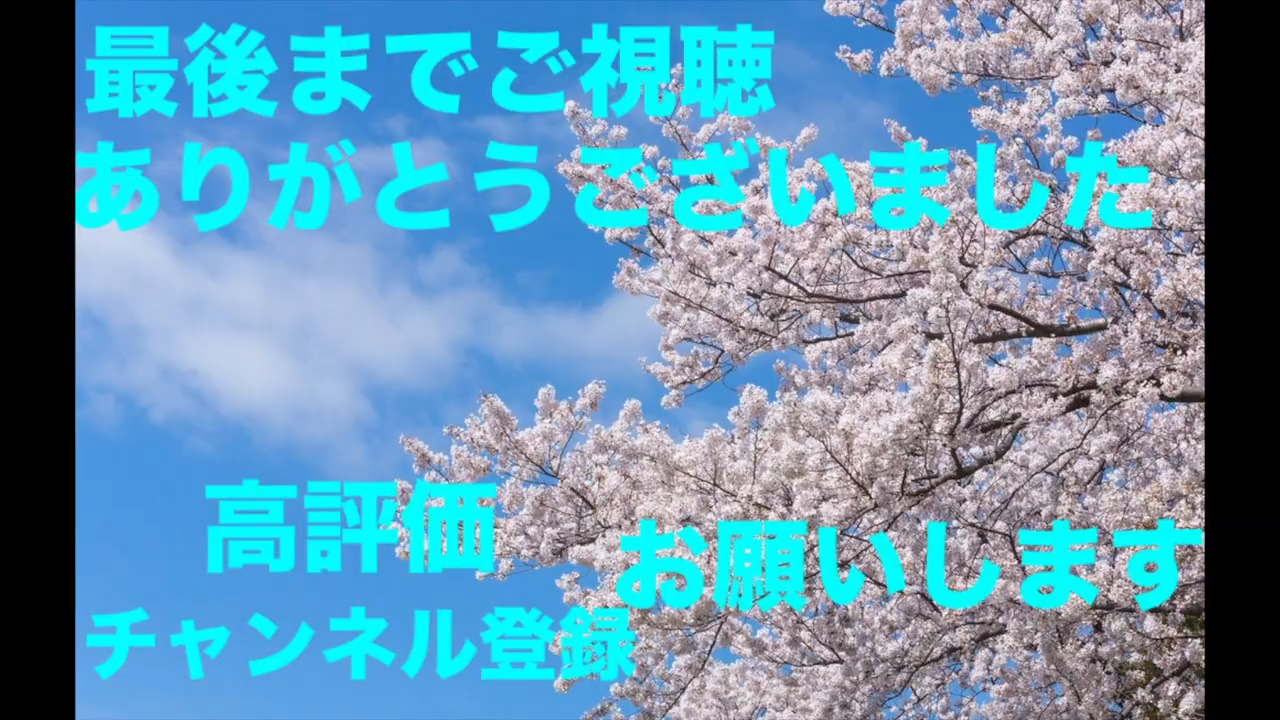 最後までご視聴
ありがとうございました
高評価
チャンネル登録
お願いします